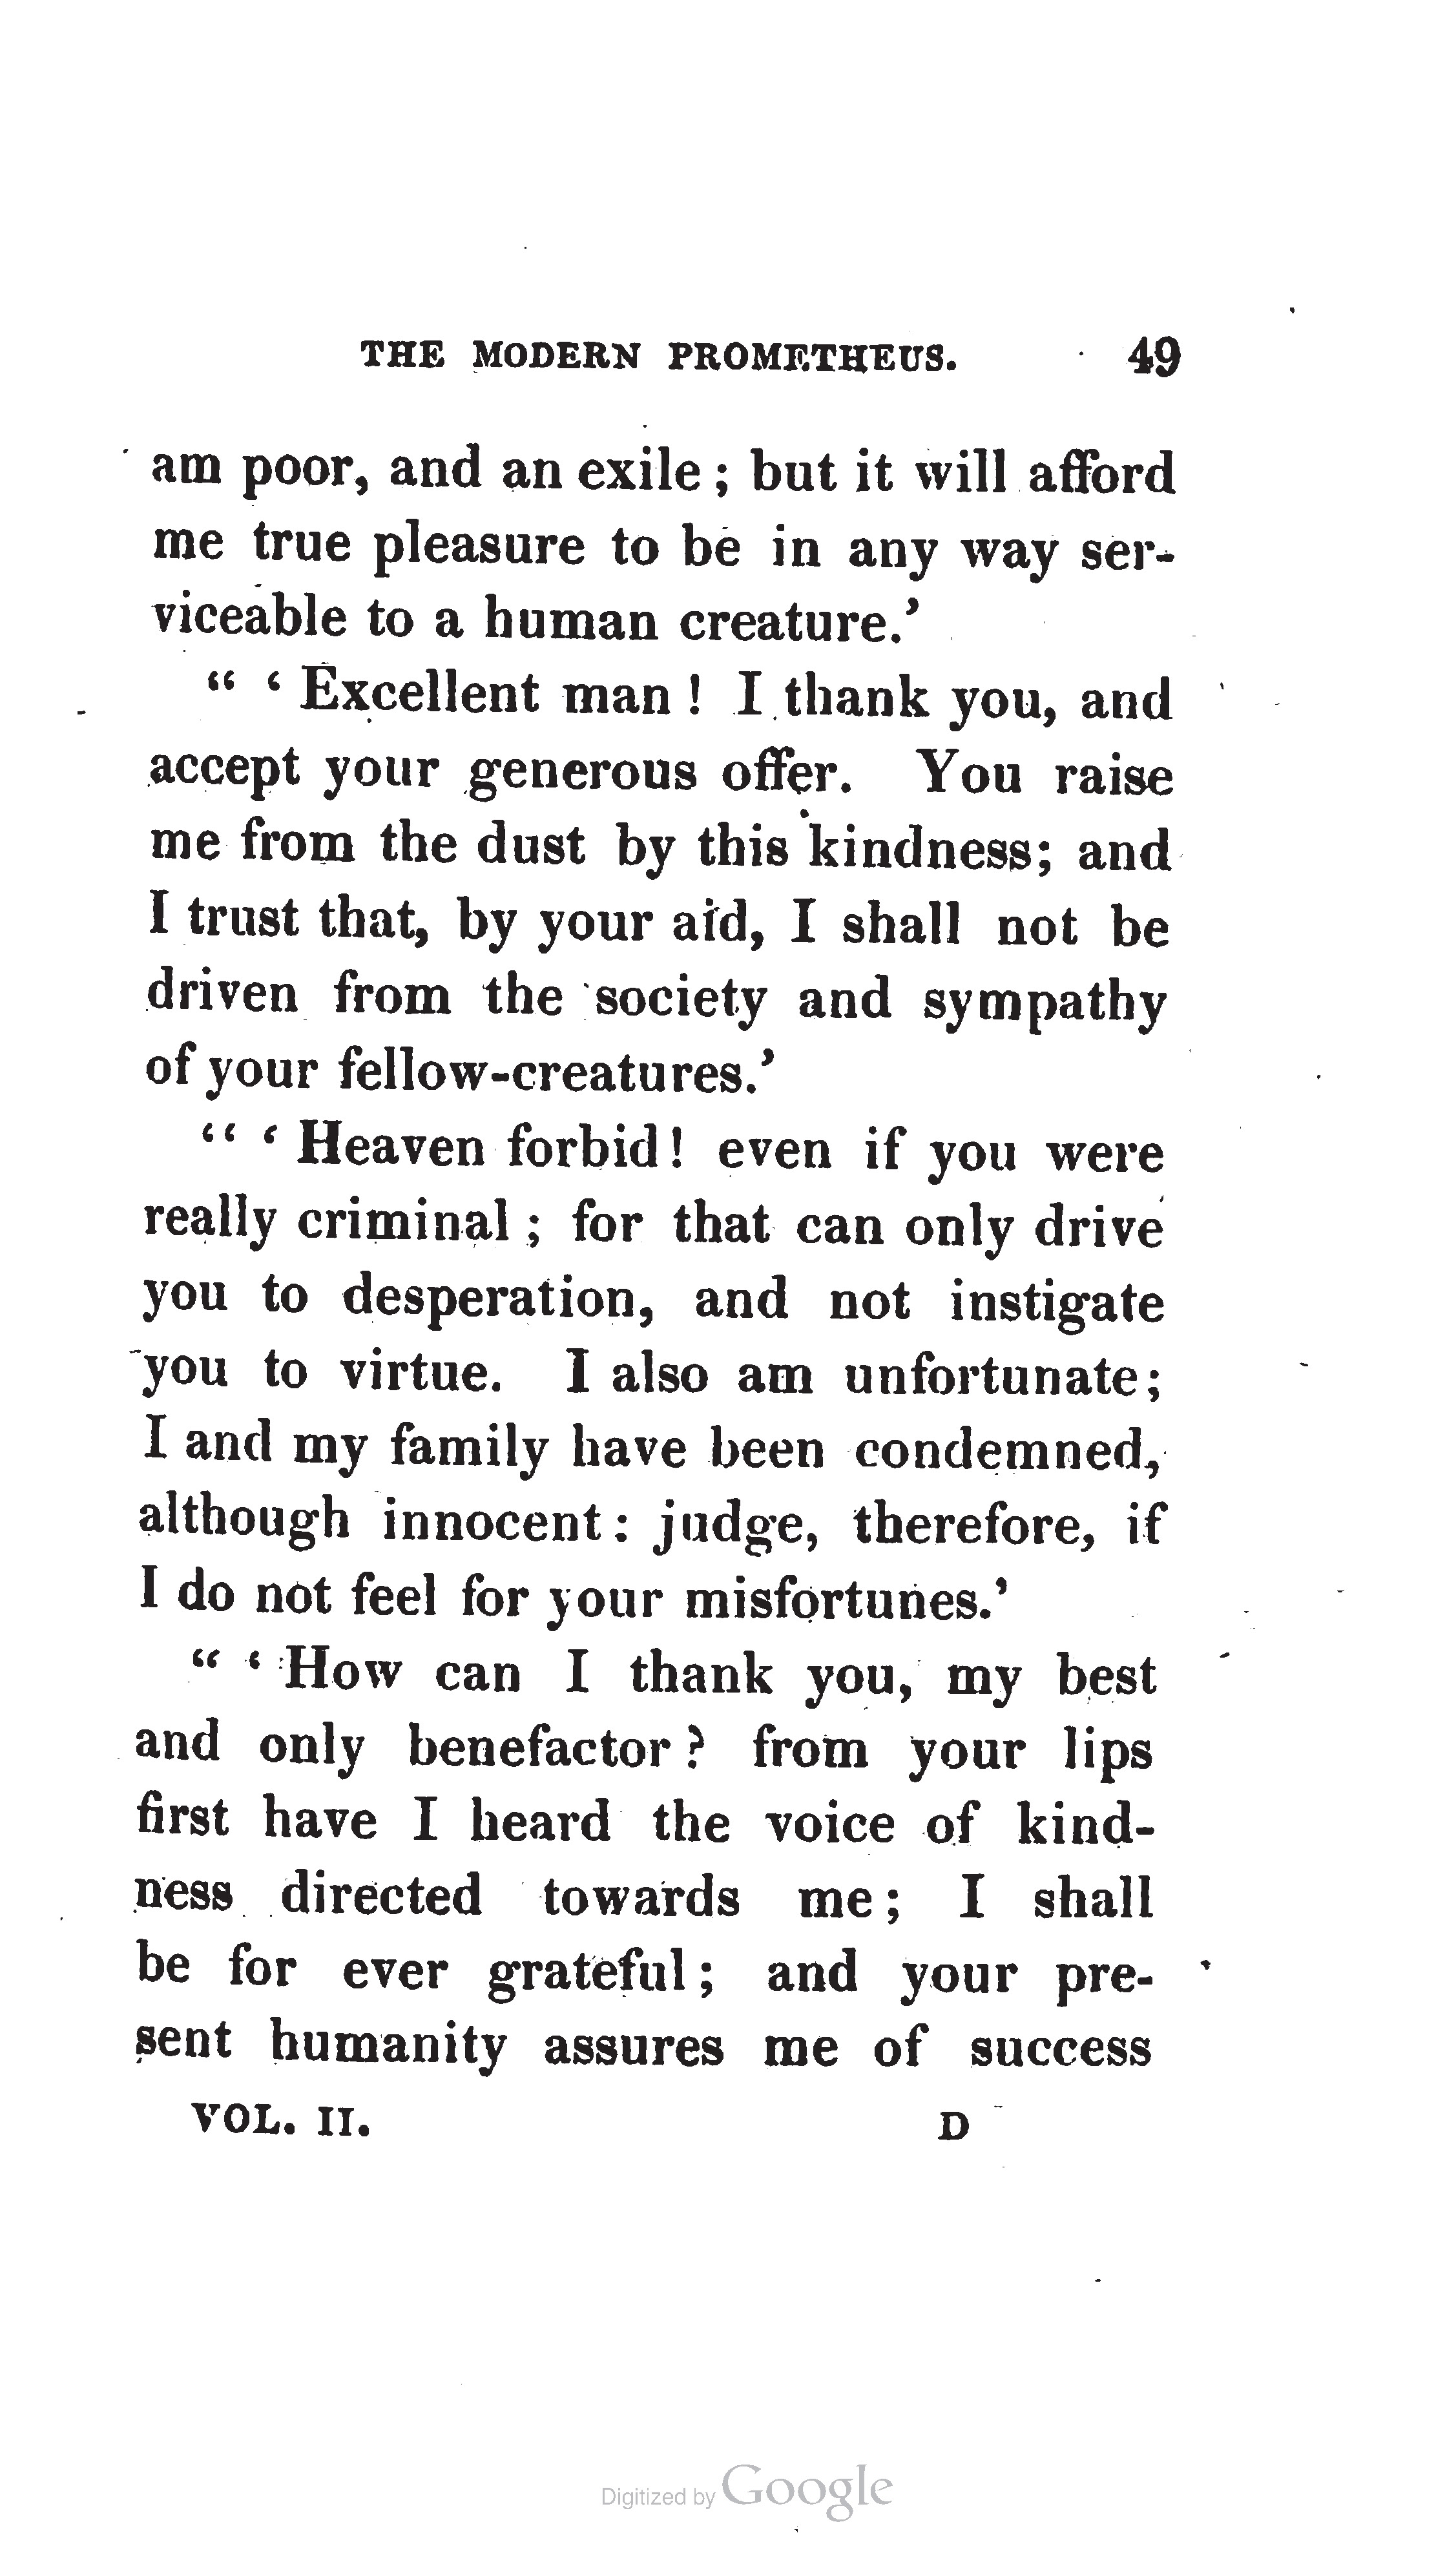 THE MODERN PROMETHEUS. 49
am poor, and an exile; but it will afford
me true pleasure to be in any way ser-
viceable to a human creature.’
“ ‘ Excellent man! I thank you, and
accept your generous offer. You raise
me from the dust by this kindness; and
I trust that, by your aid, I shall not be
driven from the society and sympathy
of your fellow-creatures.’
“ ‘ Heaven forbid! even if you were
really criminal; for that can only drive
you to desperation, and not instigate
you to virtue. I also am unfortunate;
I and my family have been condemned,
although innocent: judge, therefore, if
I do not feel for your misfortunes.’
“ ‘ How can I thank you, my best
and only benefactor? from your lips
first have I heard the voice of kind-
ness directed towards me; I shall
be for ever grateful; and your pre-
sent humanity assures me of success
VOL. II. D
Digitized by Google